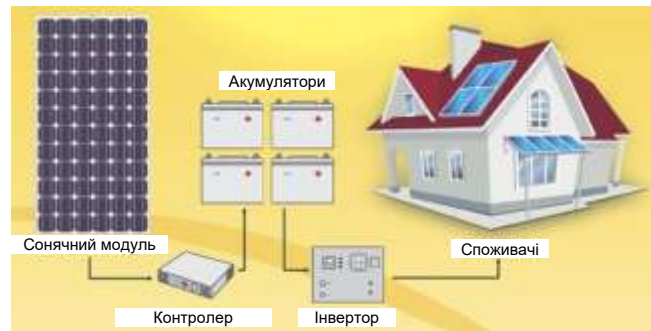 Акумулятори
Сонячний модуль
Споживачі
Контролер
Інвертор